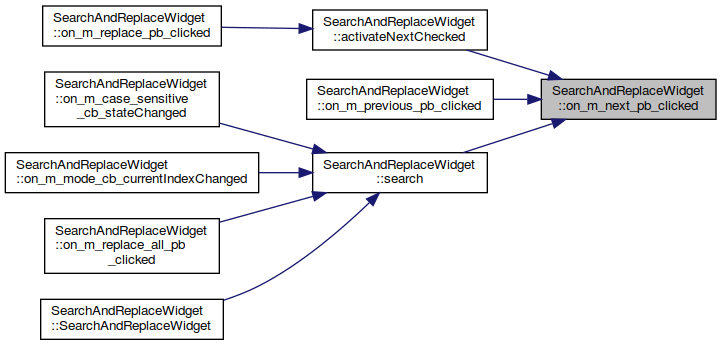 SearchAndReplaceWidget
::on_m_replace_pb_clicked
SearchAndReplaceWidget
::activateNextChecked
SearchAndReplaceWidget
::on_m_case_sensitive
_cb_stateChanged
SearchAndReplaceWidget
::on_m_previous_pb_clicked
SearchAndReplaceWidget
::on_m_next_pb_clicked
SearchAndReplaceWidget
::on_m_mode_cb_currentIndexChanged
SearchAndReplaceWidget
::search
SearchAndReplaceWidget
::on_m_replace_all_pb
_clicked
SearchAndReplaceWidget
::SearchAndReplaceWidget